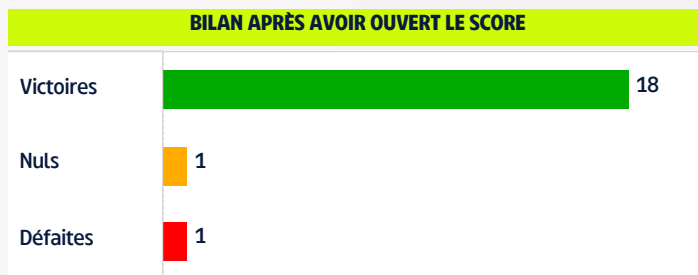 BILAN APRÈS AVOIR OUVERT LE SCORE
Victoires 18
Nuls 1
Défaites 1